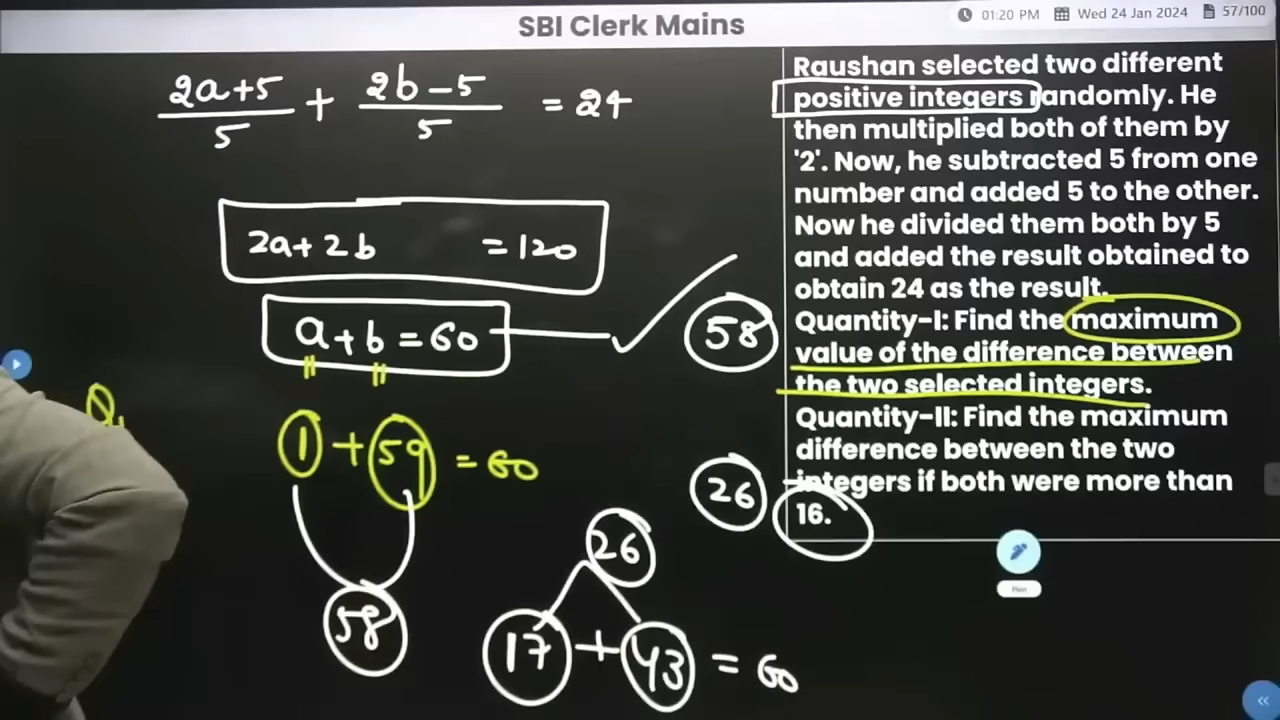 SBI Clerk Mains
01:20 PM Wed 24 Jan 2024 57/100
2a+5/5 + 2b-5/5 = 24
2a+2b =120
a+b=60
1+59=60
58
26
17+43=60
58
26
Raushan selected two different
positive integers randomly. He
then multiplied both of them by
'2'. Now, he subtracted 5 from one
number and added 5 to the other.
Now he divided them both by 5
and added the result obtained to
obtain 24 as the result.
Quantity-I: Find the maximum
value of the difference between
the two selected integers.
Quantity-II: Find the maximum
difference between the two
integers if both were more than
16.
Pen